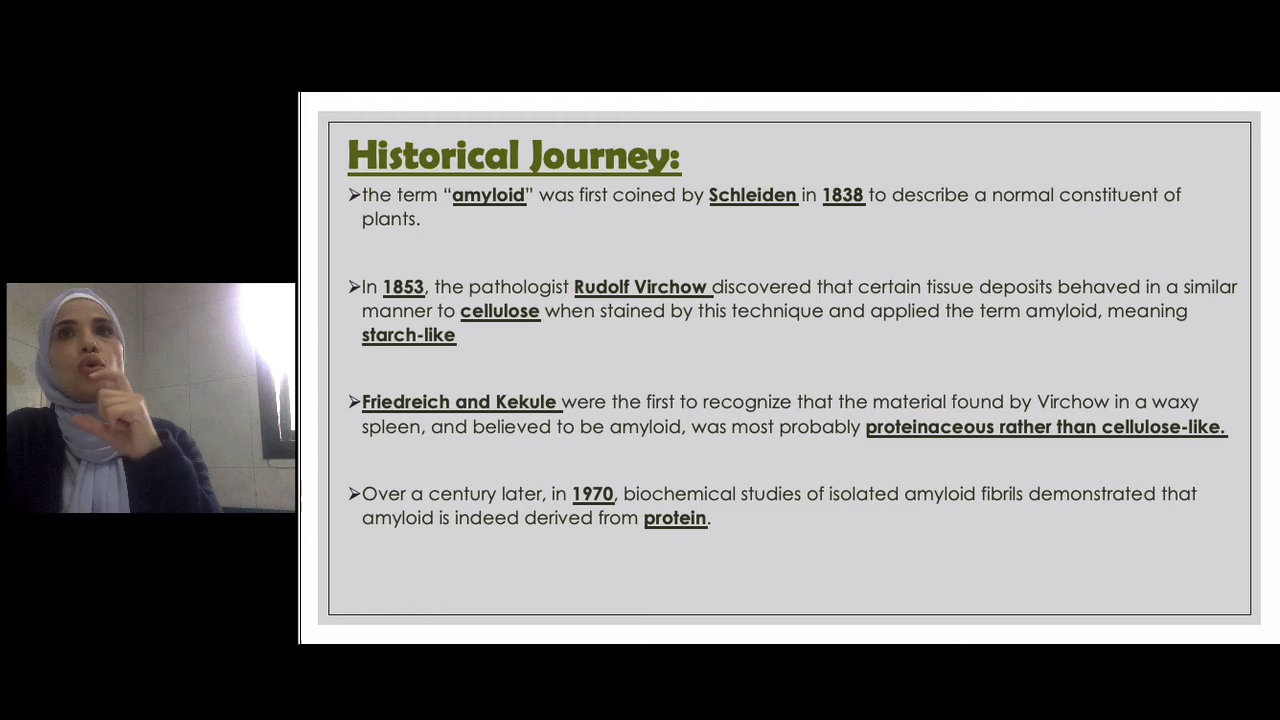 Historical Journey:
➢the term “amyloid” was first coined by Schleiden in 1838 to describe a normal constituent of
plants.
➢In 1853, the pathologist Rudolf Virchow discovered that certain tissue deposits behaved in a similar
manner to cellulose when stained by this technique and applied the term amyloid, meaning
starch-like
➢Friedreich and Kekule were the first to recognize that the material found by Virchow in a waxy
spleen, and believed to be amyloid, was most probably proteinaceous rather than cellulose-like.
➢Over a century later, in 1970, biochemical studies of isolated amyloid fibrils demonstrated that
amyloid is indeed derived from protein.